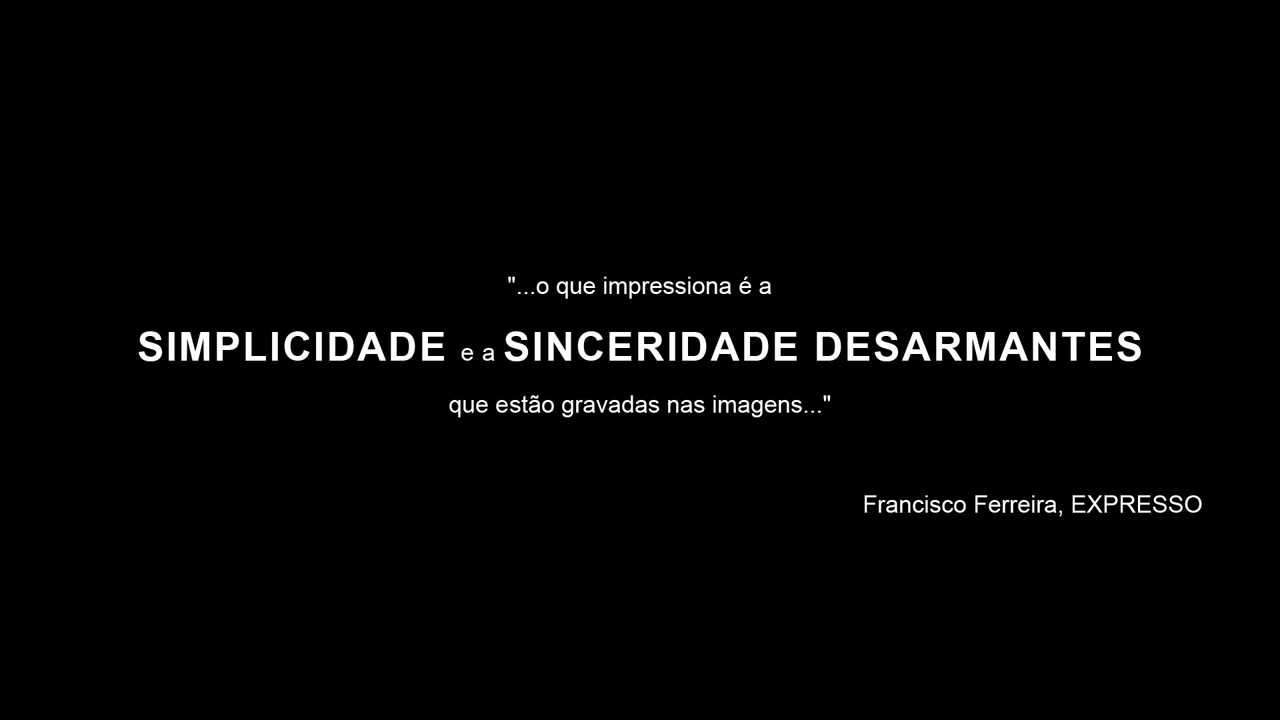 "...o que impressiona é a
SIMPLICIDADE e a SINCERIDADE DESARMANTES
que estão gravadas nas imagens..."
Francisco Ferreira, EXPRESSO